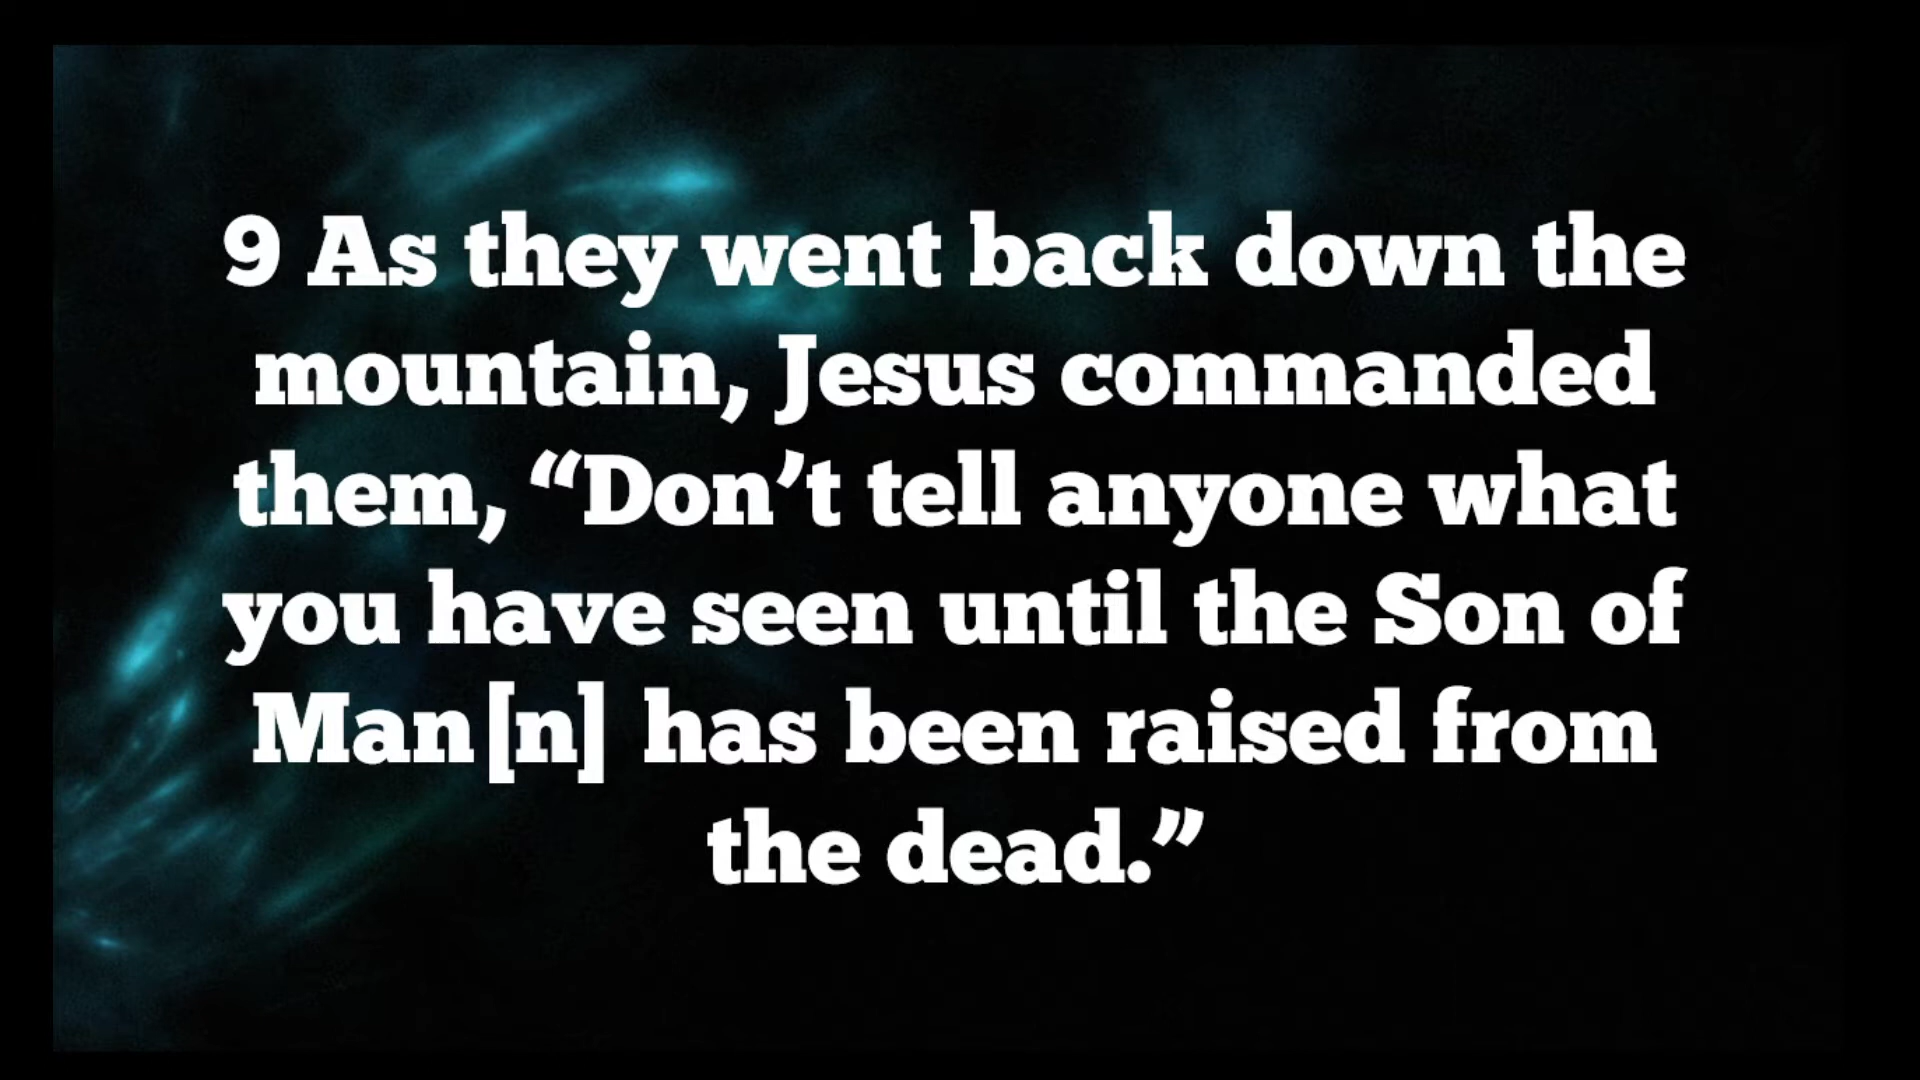 9 As they went back down the
mountain, Jesus commanded
them, “Don’t tell anyone what
you have seen until the Son of
Man[n] has been raised from
the dead.”